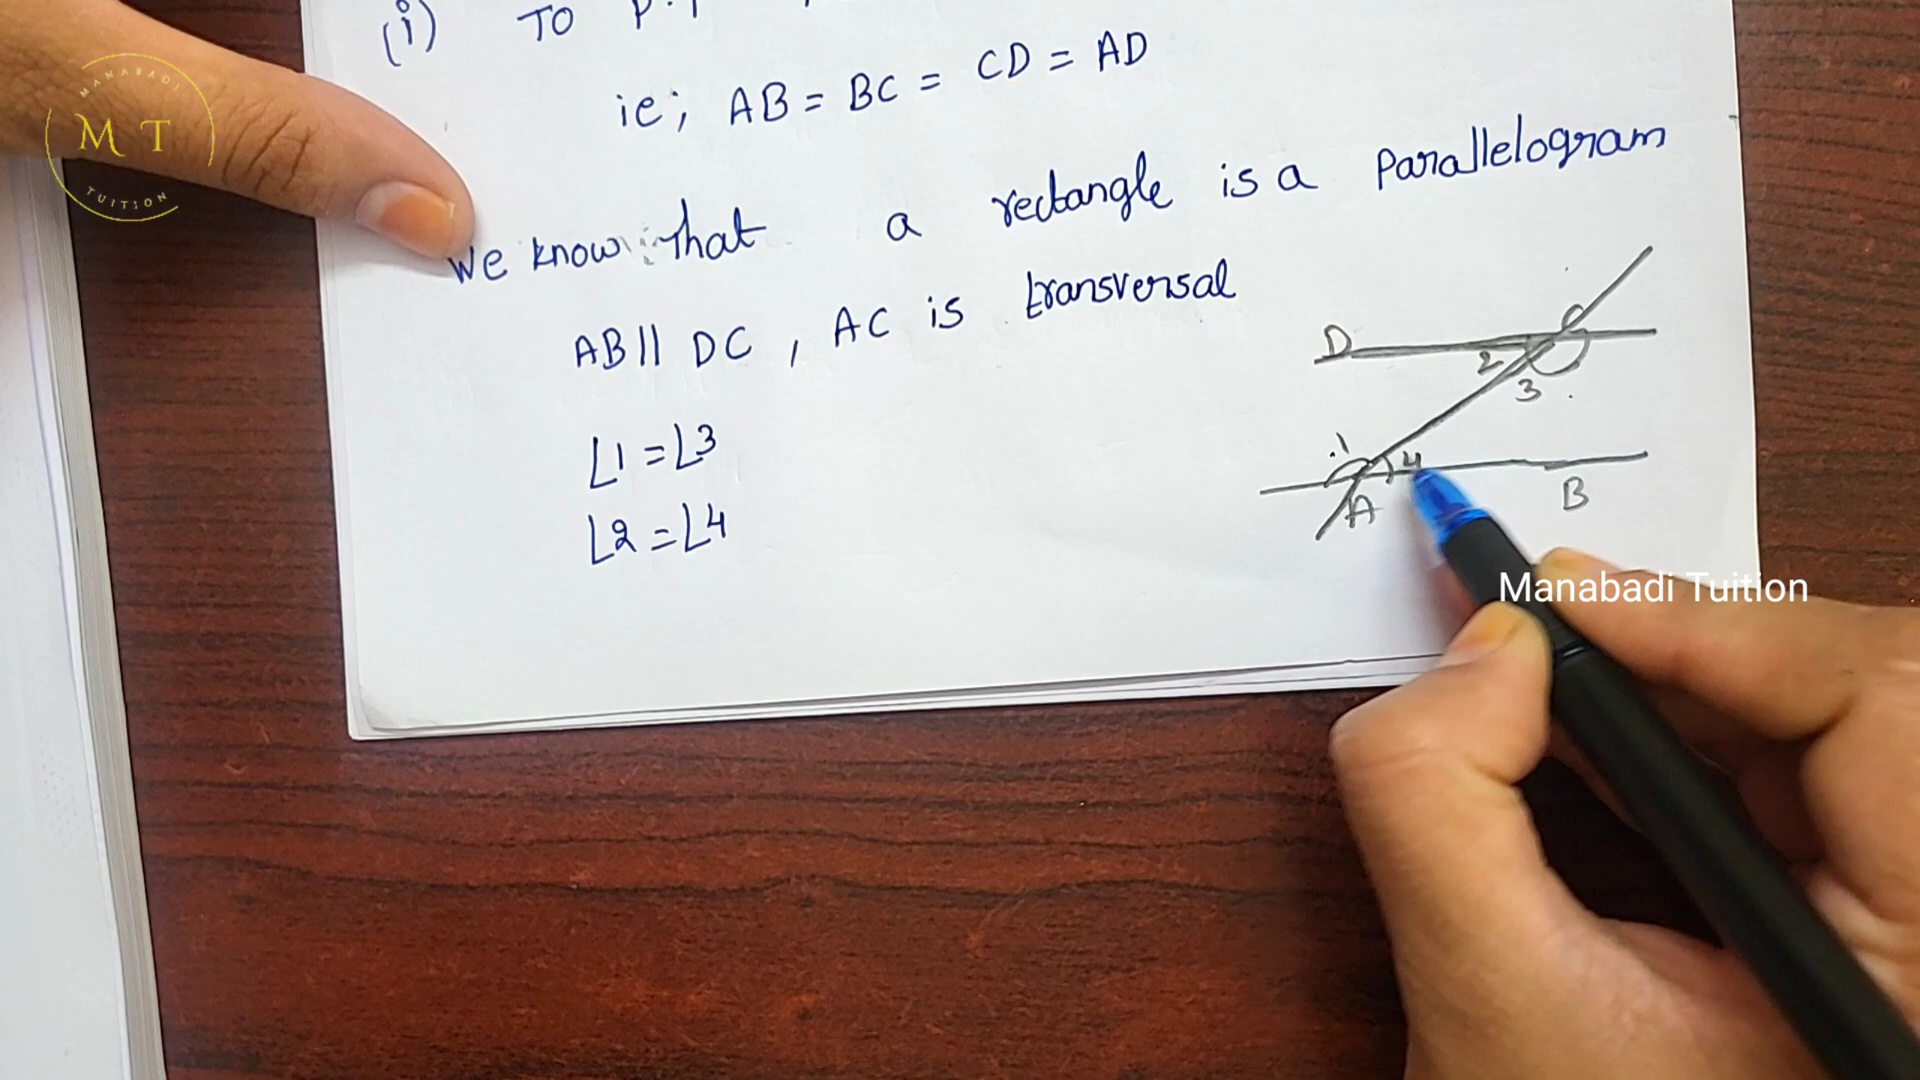 (i) TO P.T
ie; AB = BC = CD = AD
we know that a rectangle is a parallelogram
AB || DC , AC is transversal
∠1 = ∠3
∠2 = ∠4
D C
2
3
1 4
A B
MANABADI
M T
TUITION
Manabadi Tuition